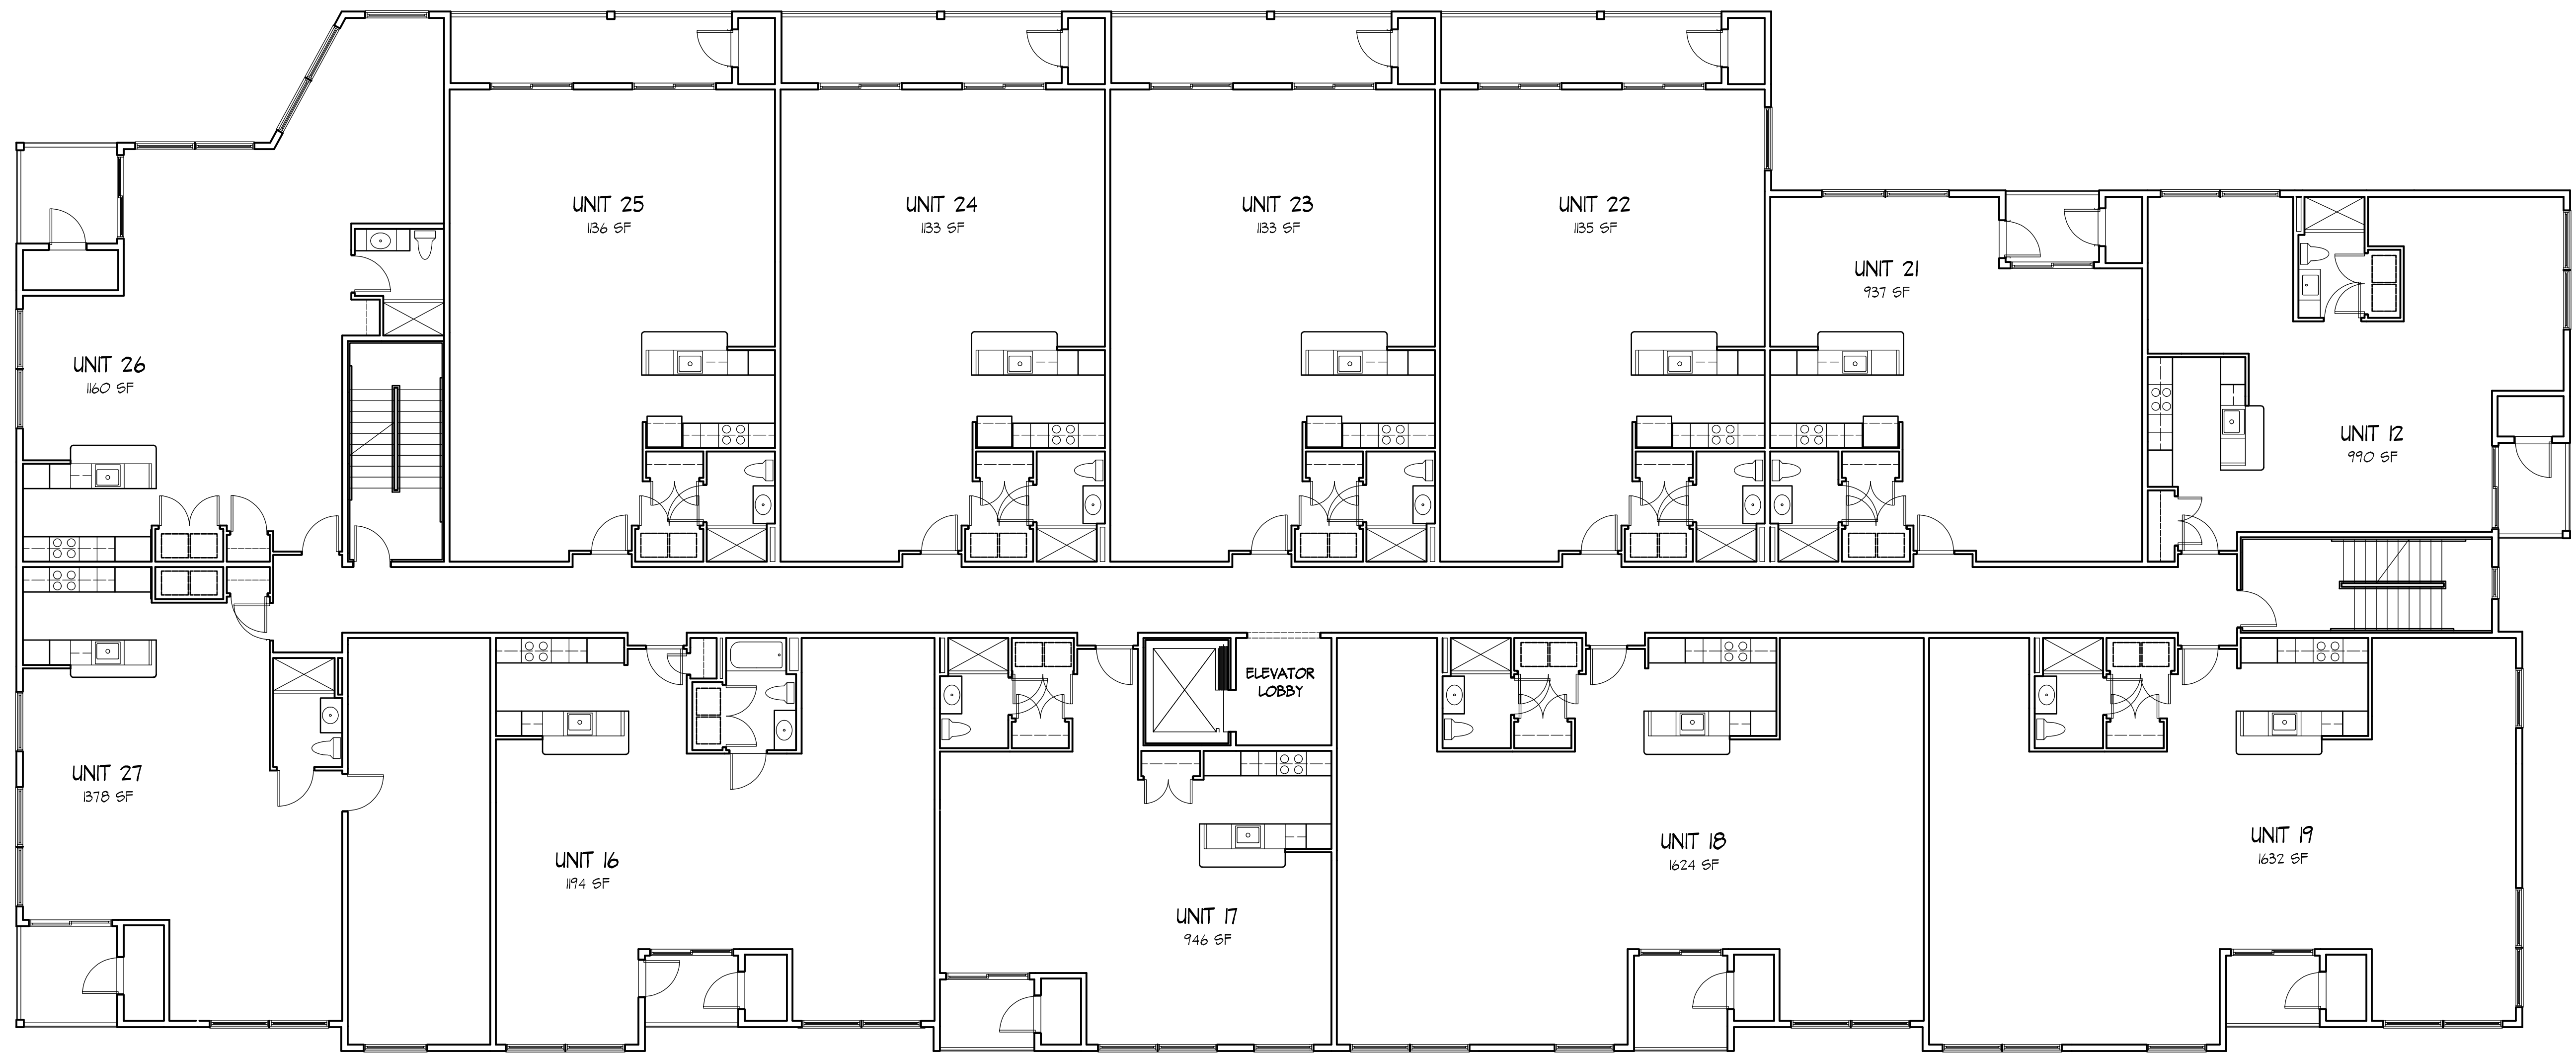 UNIT 25
1136 SF
UNIT 24
1133 SF
UNIT 23
1133 SF
UNIT 22
1135 SF
UNIT 21
937 SF
UNIT 26
1160 SF
UNIT 12
990 SF
ELEVATOR
LOBBY
UNIT 27
1378 SF
UNIT 16
1194 SF
UNIT 17
946 SF
UNIT 18
1624 SF
UNIT 19
1632 SF